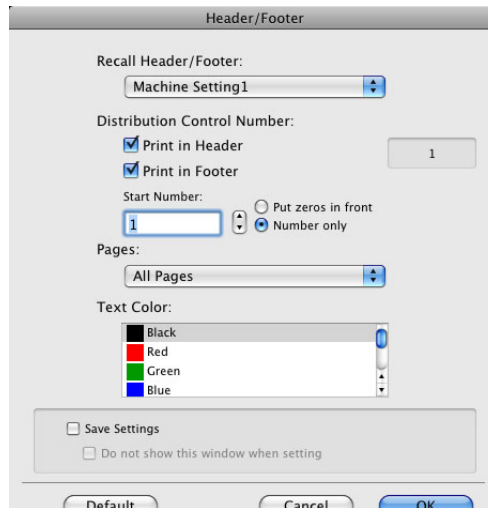 Header/Footer
Recall Header/Footer:
Machine Setting1
Distribution Control Number:
Print in Header
1
Print in Footer
Start Number:
Put zeros in front
1
Number only
Pages:
All Pages
Text Color:
Black
Red
Green
Blue
Save Settings
Do not show this window when setting
Default
Cancel
OK